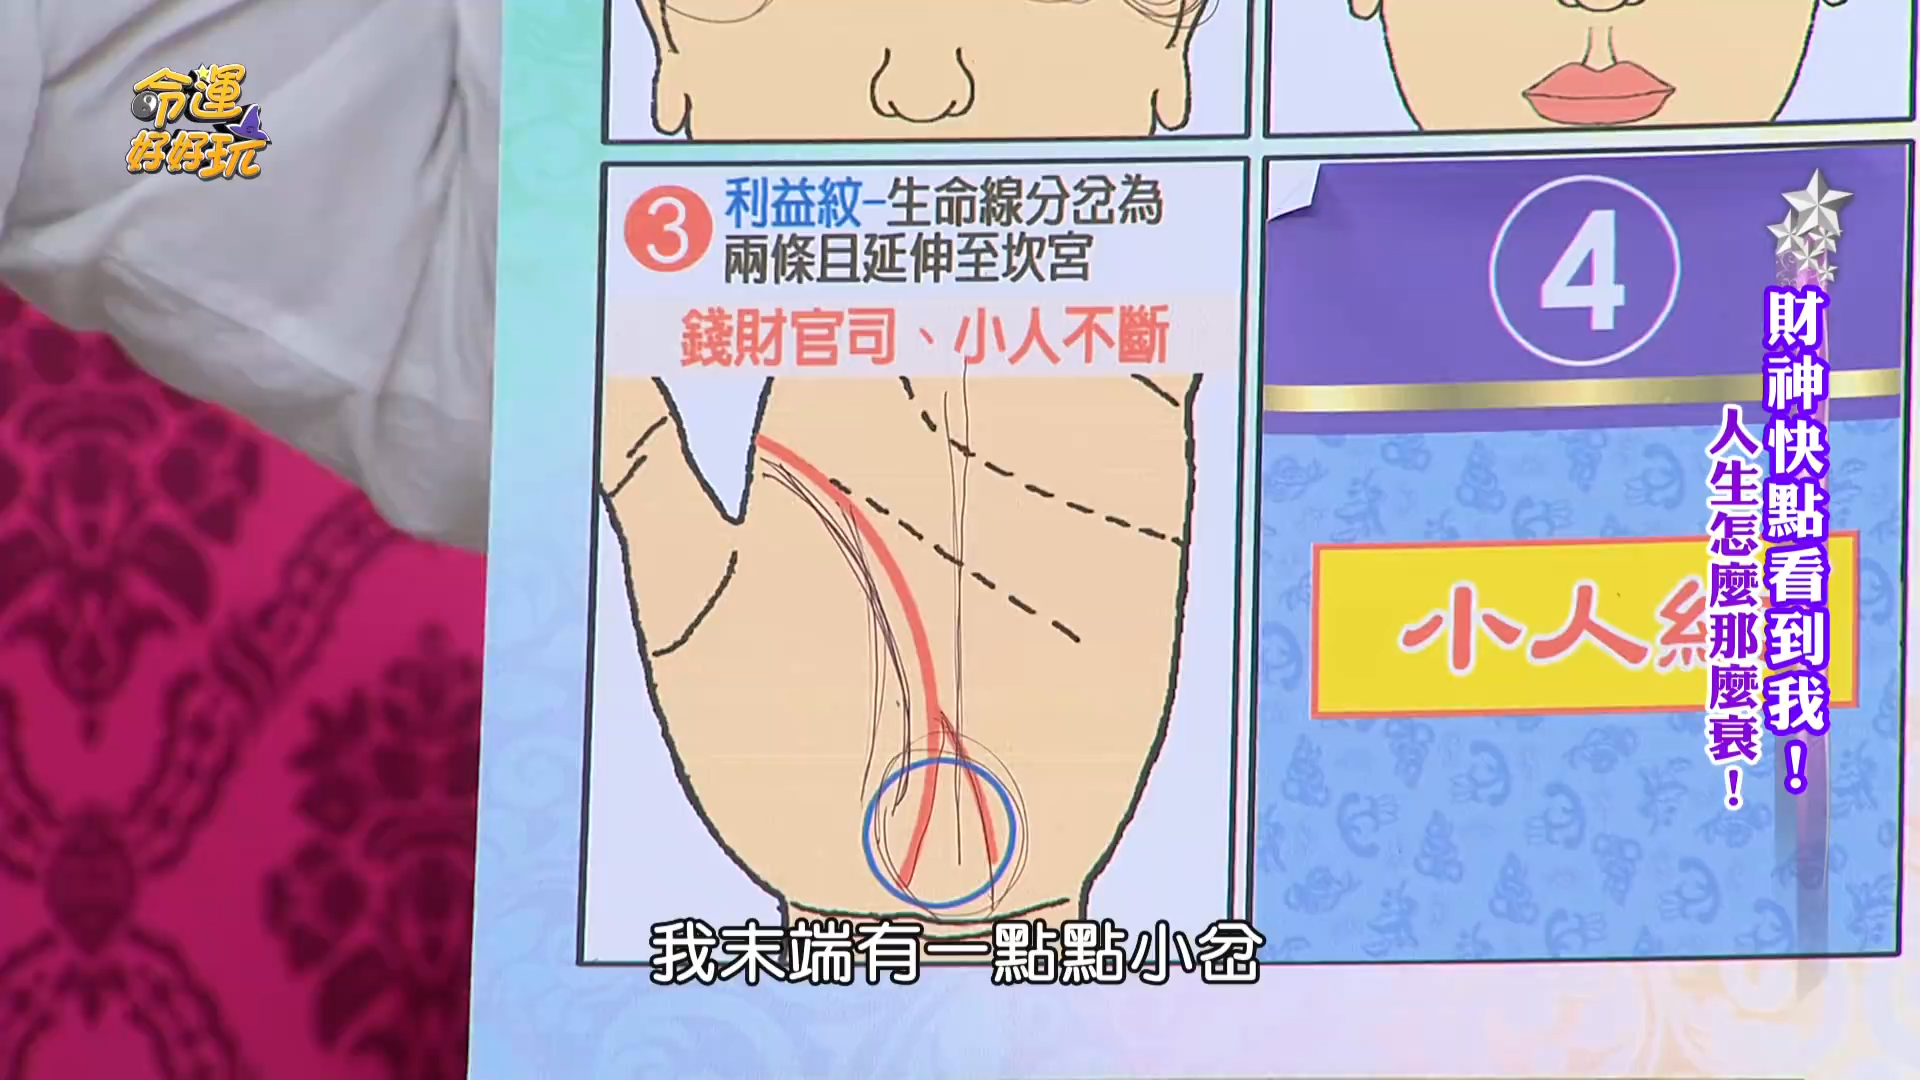 命運
好好玩
3
利益紋-生命線分岔為
兩條且延伸至坎宮
錢財官司、小人不斷
4
小人
財神快點看到我！
人生怎麼那麼衰！
我末端有一點點小岔